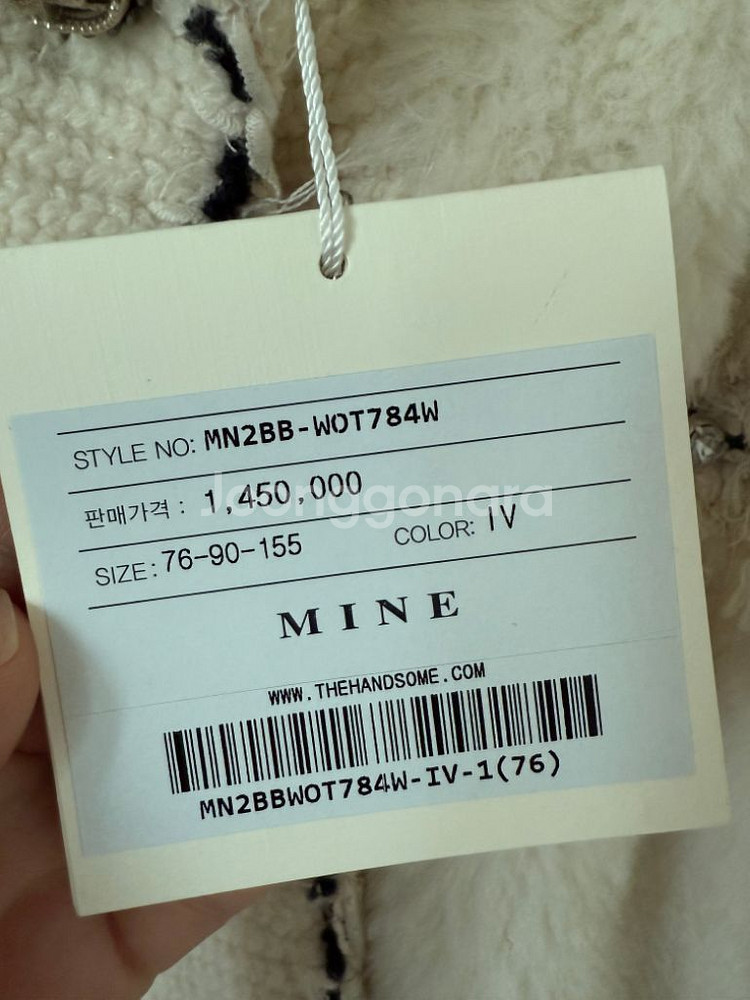 STYLE NO: MN2BB-WOT784W
판매가격 : 1,450,000
Joonggonara
SIZE: 76-90-155 COLOR: IV
MINE
WWW.THEHANDSOME.COM
MN2BBWOT784W-IV-1(76)